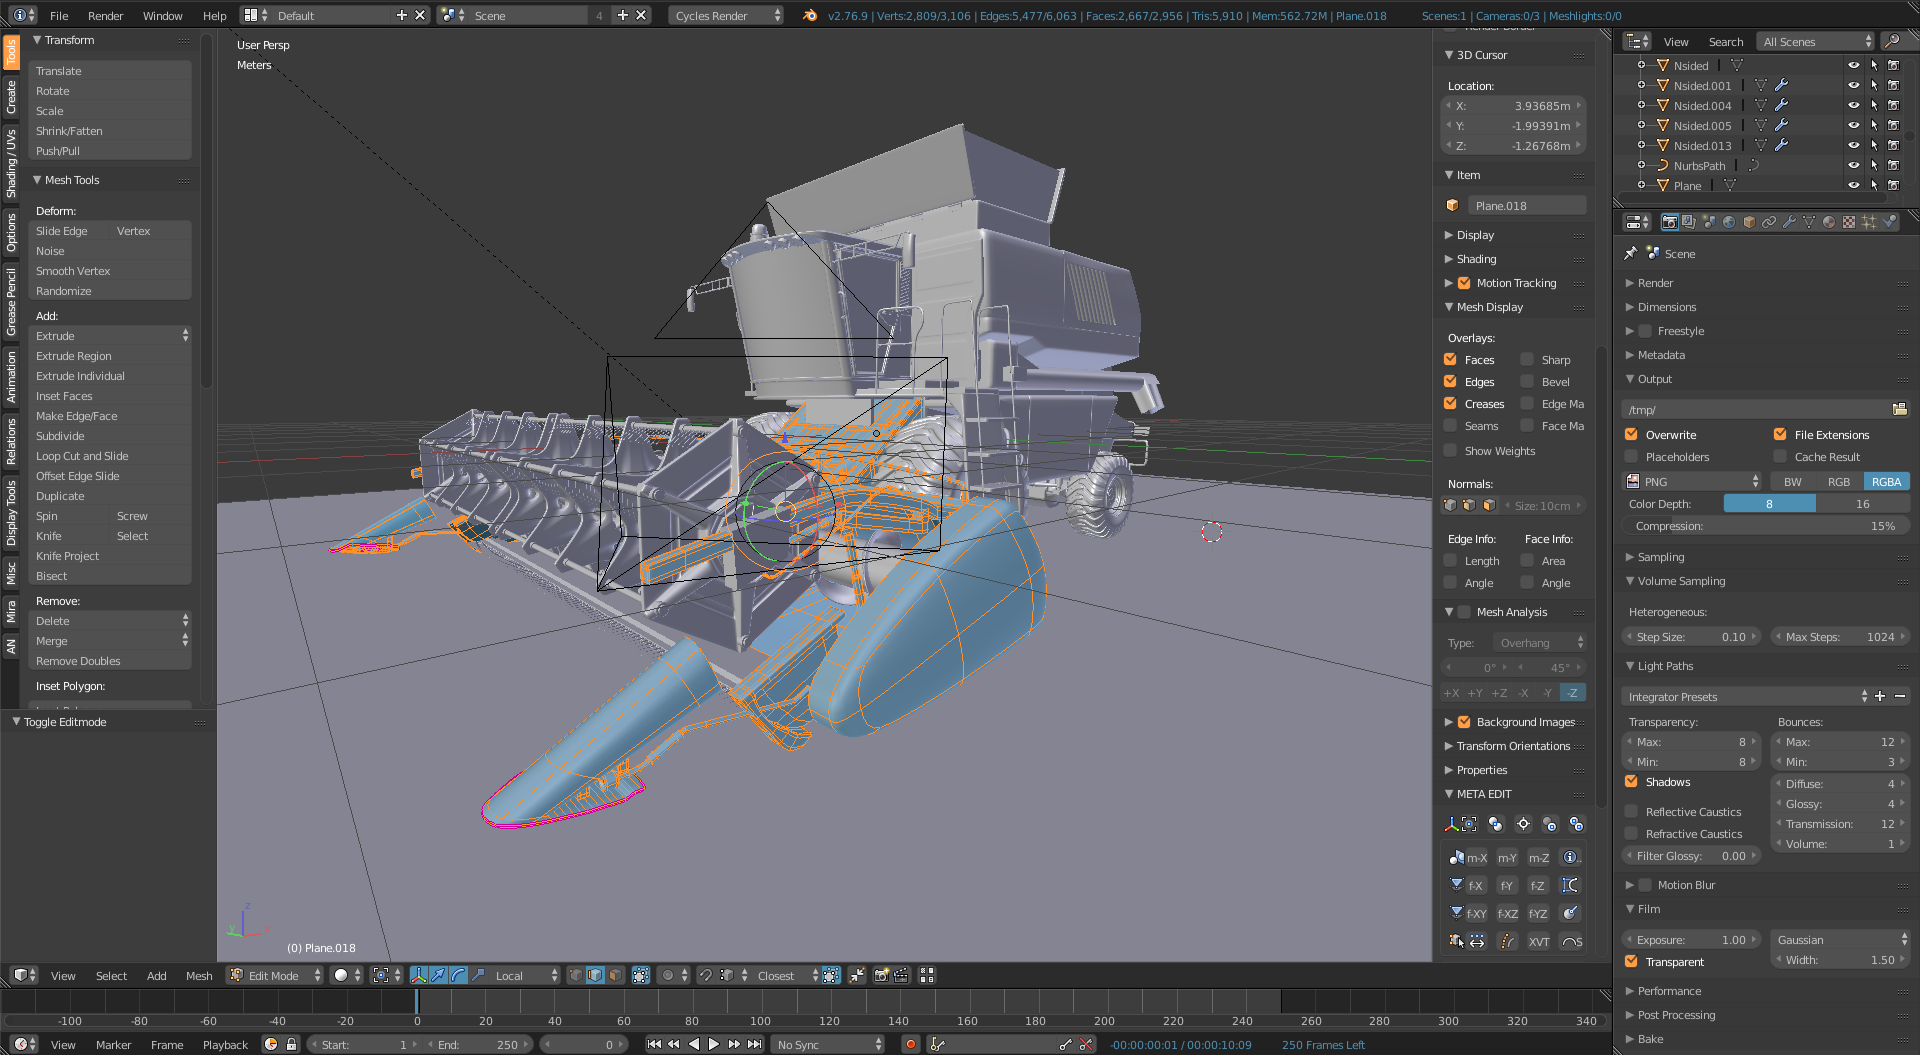 File Render Window Help Default Scene 4 Cycles Render v2.76.9 | Verts:2,809/3,106 | Edges:5,477/6,063 | Faces:2,667/2,956 | Tris:5,910 | Mem:562.72M | Plane.018 Scenes:1 | Cameras:0/3 | Meshlights:0/0
Tools
Create
Shading / UVs
Options
Grease Pencil
Animation
Relations
Display Tools
Misc
Mira
AN
Transform
Translate
Rotate
Scale
Shrink/Fatten
Push/Pull
Mesh Tools
Deform:
Slide Edge Vertex
Noise
Smooth Vertex
Randomize
Add:
Extrude
Extrude Region
Extrude Individual
Inset Faces
Make Edge/Face
Subdivide
Loop Cut and Slide
Offset Edge Slide
Duplicate
Spin Screw
Knife Select
Knife Project
Bisect
Remove:
Delete
Merge
Remove Doubles
Inset Polygon:
Toggle Editmode
User Persp
Meters
z
y
(0) Plane.018
3D Cursor
Location:
X: 3.93685m
Y: -1.99391m
Z: -1.26768m
Item
Plane.018
Display
Shading
Motion Tracking
Mesh Display
Overlays:
Faces Sharp
Edges Bevel
Creases Edge Ma
Seams Face Ma
Show Weights
Normals:
Size: 10cm
Edge Info: Face Info:
Length Area
Angle Angle
Mesh Analysis
Type: Overhang
0° 45°
+X +Y +Z -X -Y -Z
Background Images
Transform Orientations
Properties
META EDIT
m-X m-Y m-Z
f-X f-Y f-Z
f-XY f-XZ f-YZ
XVT S
View Search All Scenes
Nsided
Nsided.001
Nsided.004
Nsided.005
Nsided.013
NurbsPath
Plane
Scene
Render
Dimensions
Freestyle
Metadata
Output
/tmp/
Overwrite File Extensions
Placeholders Cache Result
PNG BW RGB RGBA
Color Depth: 8 16
Compression: 15%
Sampling
Volume Sampling
Heterogeneous:
Step Size: 0.10 Max Steps: 1024
Light Paths
Integrator Presets
Transparency: Bounces:
Max: 8 Max: 12
Min: 8 Min: 3
Shadows Diffuse: 4
Glossy: 4
Reflective Caustics
Transmission: 12
Refractive Caustics
Volume: 1
Filter Glossy: 0.00
Motion Blur
Film
Exposure: 1.00 Gaussian
Transparent Width: 1.50
Performance
Post Processing
Bake
View Select Add Mesh Edit Mode Local Closest
-100 -80 -60 -40 -20 0 20 40 60 80 100 120 140 160 180 200 220 240 260 280 300 320 340
View Marker Frame Playback Start: 1 End: 250 0 No Sync -00:00:00:01 / 00:00:10:09 250 Frames Left